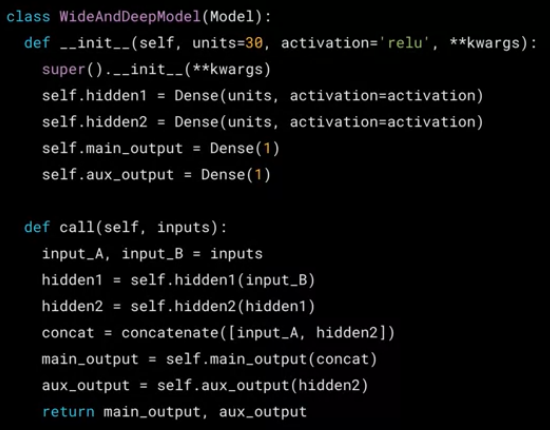 class WideAndDeepModel(Model):
  def __init__(self, units=30, activation='relu', **kwargs):
    super().__init__(**kwargs)
    self.hidden1 = Dense(units, activation=activation)
    self.hidden2 = Dense(units, activation=activation)
    self.main_output = Dense(1)
    self.aux_output = Dense(1)

  def call(self, inputs):
    input_A, input_B = inputs
    hidden1 = self.hidden1(input_B)
    hidden2 = self.hidden2(hidden1)
    concat = concatenate([input_A, hidden2])
    main_output = self.main_output(concat)
    aux_output = self.aux_output(hidden2)
    return main_output, aux_output